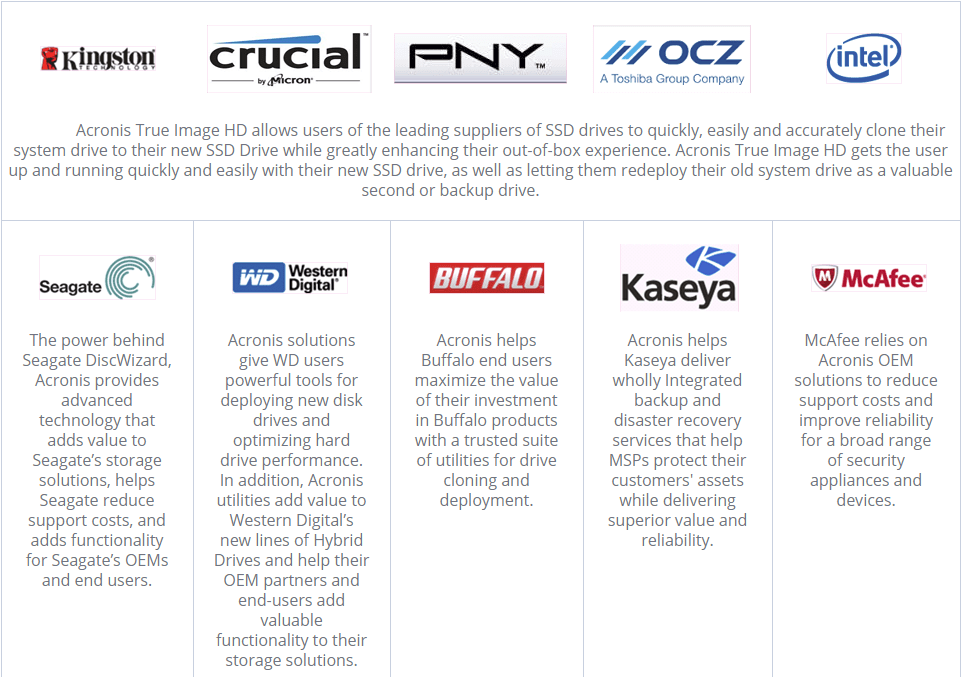 Kingston
TECHNOLOGY
crucial™
by Micron®
PNY™
OCZ
A Toshiba Group Company
intel®
Acronis True Image HD allows users of the leading suppliers of SSD drives to quickly, easily and accurately clone their
system drive to their new SSD Drive while greatly enhancing their out-of-box experience. Acronis True Image HD gets the user
up and running quickly and easily with their new SSD drive, as well as letting them redeploy their old system drive as a valuable
second or backup drive.
Seagate®
The power behind
Seagate DiscWizard,
Acronis provides
advanced
technology that
adds value to
Seagate’s storage
solutions, helps
Seagate reduce
support costs, and
adds functionality
for Seagate’s OEMs
and end users.
WD Western
Digital®
Acronis solutions
give WD users
powerful tools for
deploying new disk
drives and
optimizing hard
drive performance.
In addition, Acronis
utilities add value to
Western Digital’s
new lines of Hybrid
Drives and help their
OEM partners and
end-users add
valuable
functionality to their
storage solutions.
BUFFALO
Acronis helps
Buffalo end users
maximize the value
of their investment
in Buffalo products
with a trusted suite
of utilities for drive
cloning and
deployment.
Kaseya
Acronis helps
Kaseya deliver
wholly Integrated
backup and
disaster recovery
services that help
MSPs protect their
customers' assets
while delivering
superior value and
reliability.
M McAfee®
McAfee relies on
Acronis OEM
solutions to reduce
support costs and
improve reliability
for a broad range
of security
appliances and
devices.